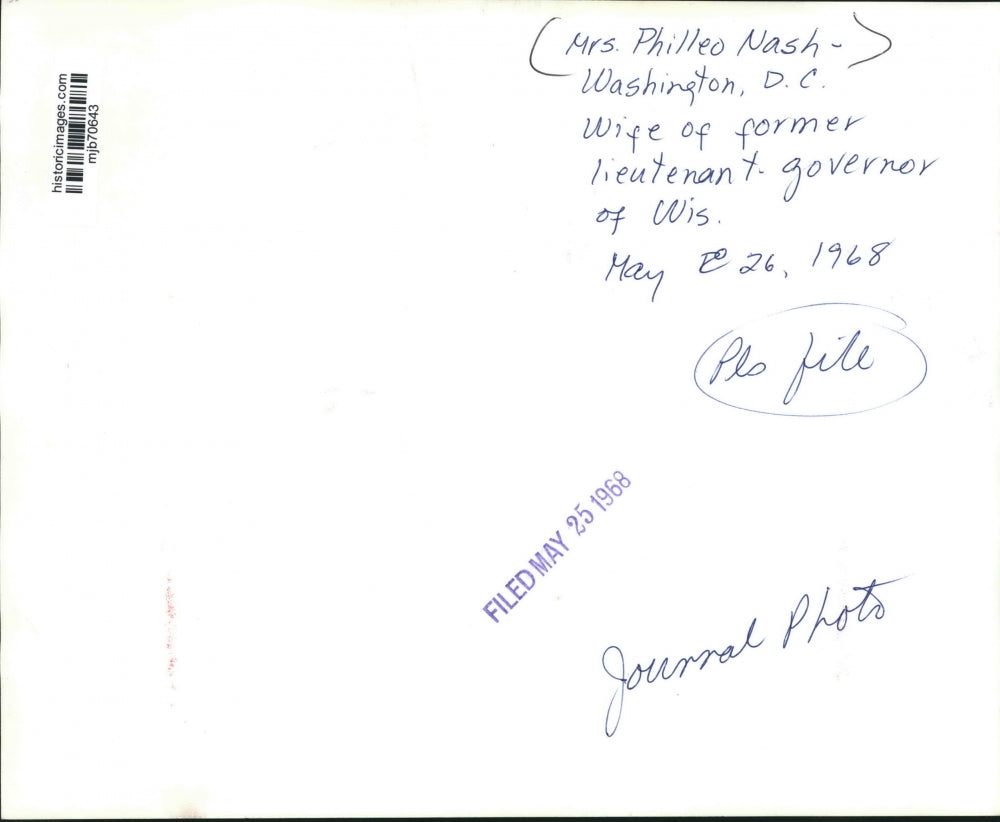 historicimages.com
mjb70643
(Mrs. Philleo Nash -)
Washington, D.C.
Wife of former
lieutenant-governor
of Wis.
May 26, 1968
Pls file
FILED MAY 25 1968
Journal Photo